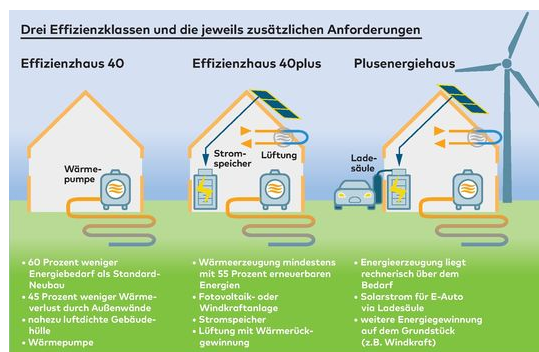 Drei Effizienzklassen und die jeweils zusätzlichen Anforderungen
Effizienzhaus 40
Effizienzhaus 40plus
Plusenergiehaus
Wärme-
pumpe
Strom-
speicher
Lüftung
Lade-
säule
• 60 Prozent weniger
Energiebedarf als Standard-
Neubau
• 45 Prozent weniger Wärme-
verlust durch Außenwände
• nahezu luftdichte Gebäude-
hülle
• Wärmepumpe
• Wärmeerzeugung mindestens
mit 55 Prozent erneuerbaren
Energien
• Fotovoltaik- oder
Windkraftanlage
• Stromspeicher
• Lüftung mit Wärmerück-
gewinnung
• Energieerzeugung liegt
rechnerisch über dem
Bedarf
• Solarstrom für E-Auto
via Ladesäule
• weitere Energiegewinnung
auf dem Grundstück
(z.B. Windkraft)